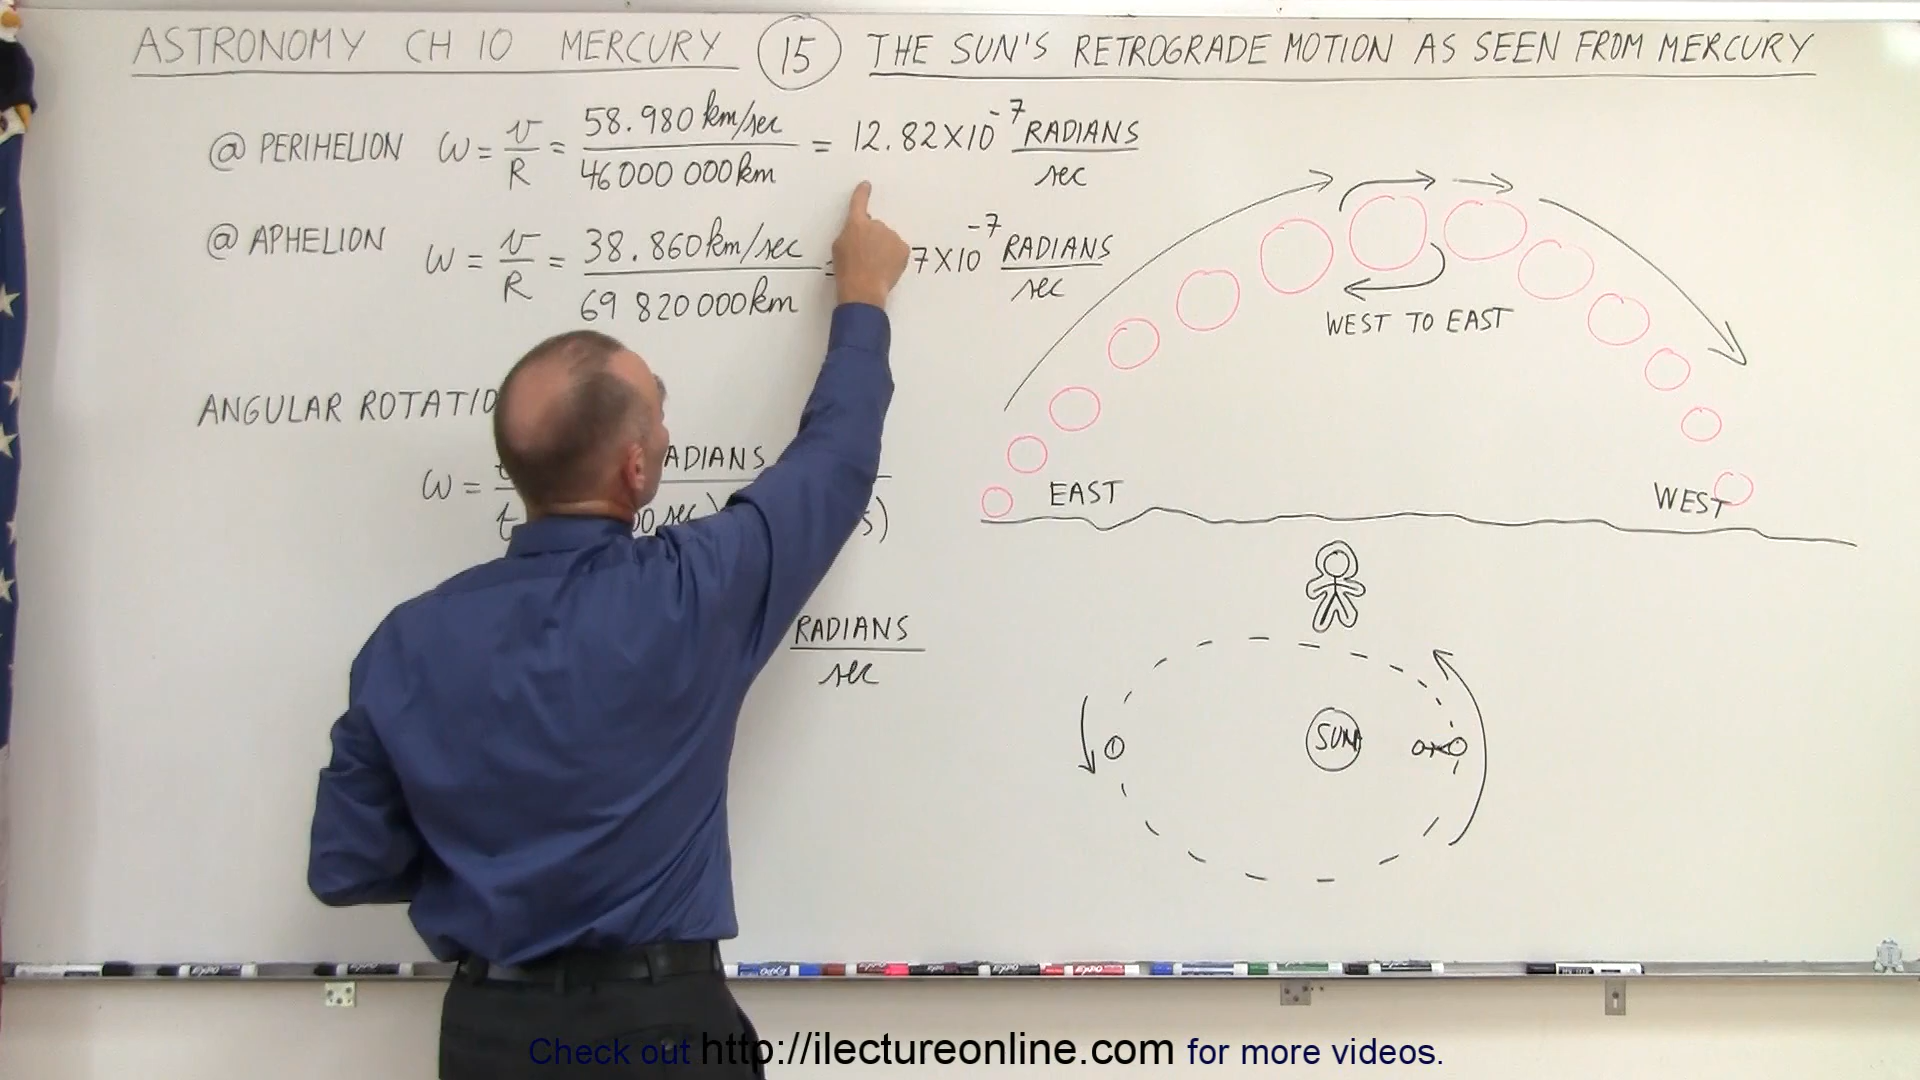 ASTRONOMY CH 10 MERCURY 15 THE SUN'S RETROGRADE MOTION AS SEEN FROM MERCURY
@ PERIHELION ω = v/R = 58.980 km/sec / 46 000 000 km = 12.82 X 10^-7 RADIANS/sec
@ APHELION ω = v/R = 38.860 km/sec / 69 820 000 km = 7 X 10^-7 RADIANS/sec
WEST TO EAST
ANGULAR ROTATIO
ω = RADIANS
t sec)
RADIANS/sec
EAST
WEST
SUN
Check out http://ilectureonline.com for more videos.